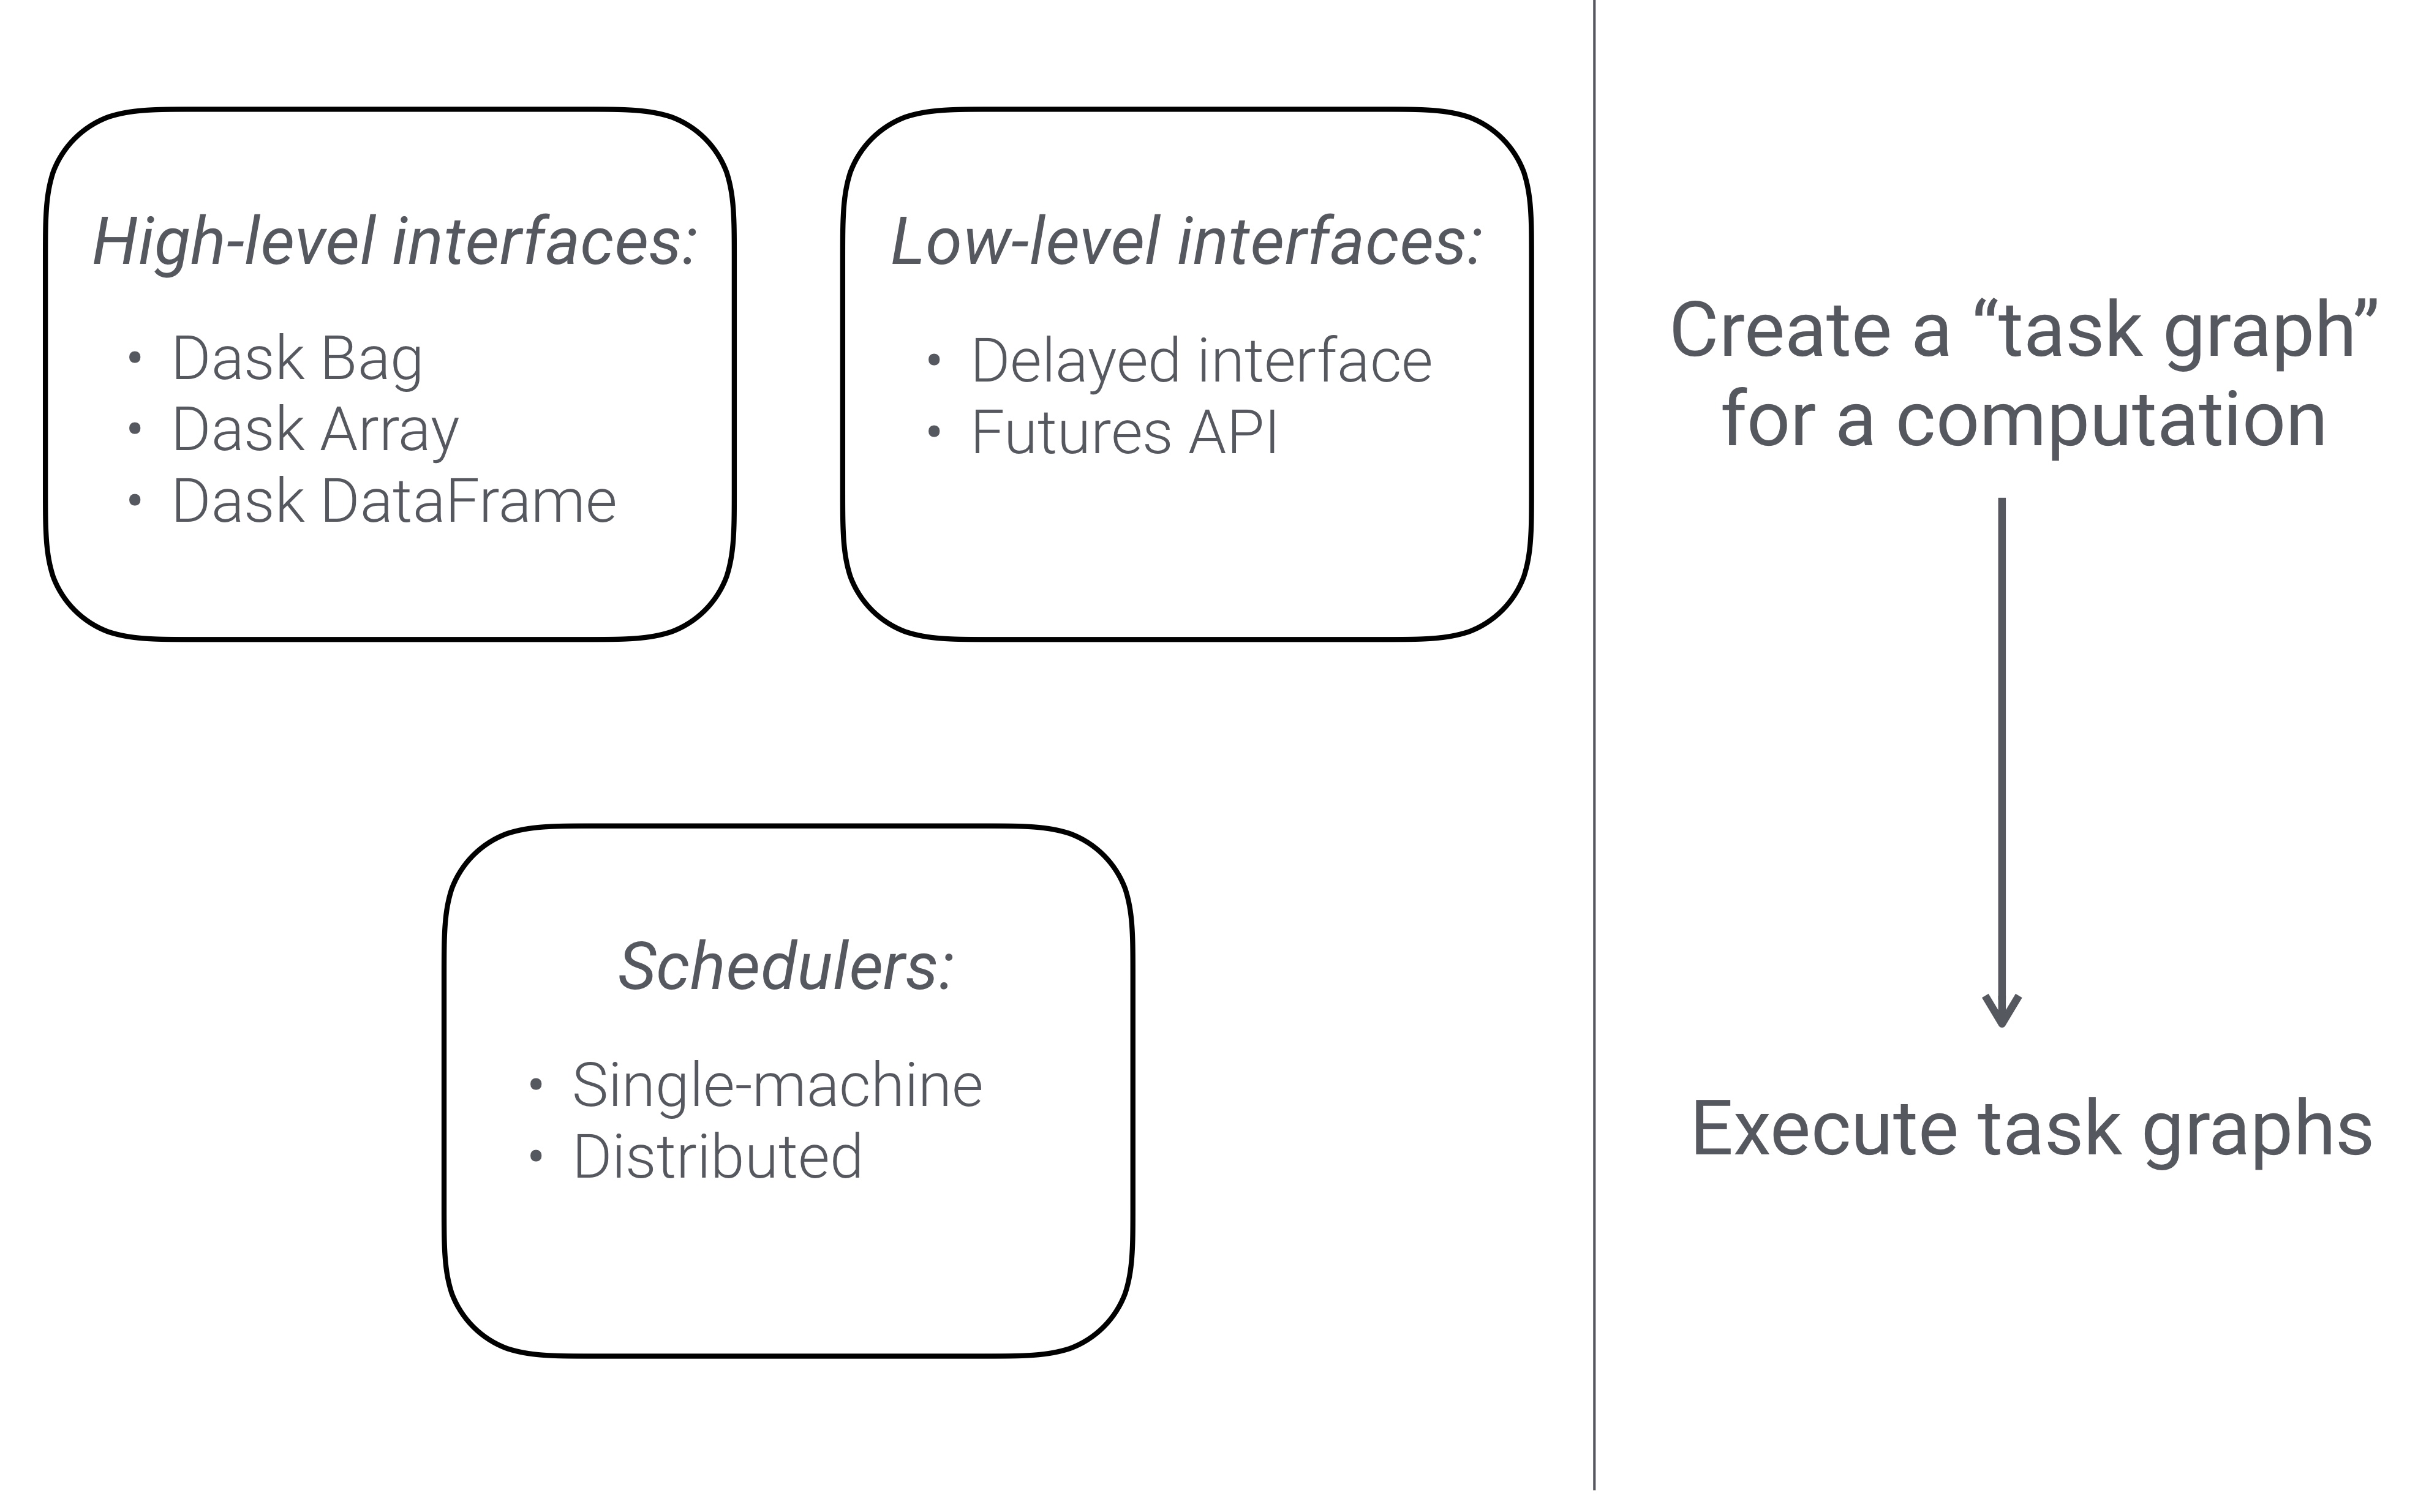 High-level interfaces:
• Dask Bag
• Dask Array
• Dask DataFrame
Low-level interfaces:
• Delayed interface
• Futures API
Create a “task graph”
for a computation
Schedulers:
• Single-machine
• Distributed
Execute task graphs